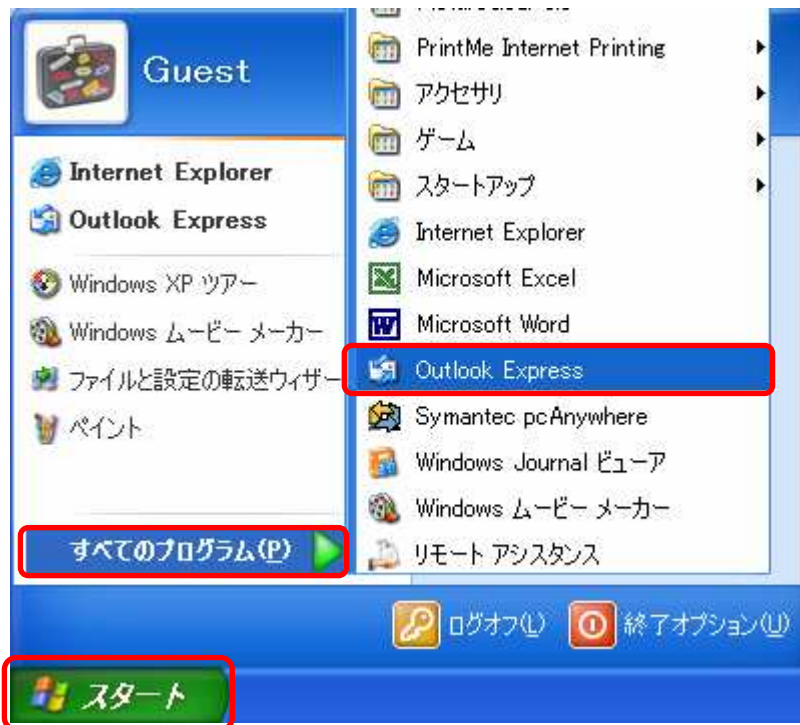 Guest
Internet Explorer
Outlook Express
Windows XP ツアー
Windows ムービー メーカー
ファイルと設定の転送ウィザー
ペイント
すべてのプログラム(P)
PrintMe Internet Printing
アクセサリ
ゲーム
スタートアップ
Internet Explorer
Microsoft Excel
Microsoft Word
Outlook Express
Symantec pcAnywhere
Windows Journal ビューア
Windows ムービー メーカー
リモート アシスタンス
ログオフ(L)
終了オプション(U)
スタート